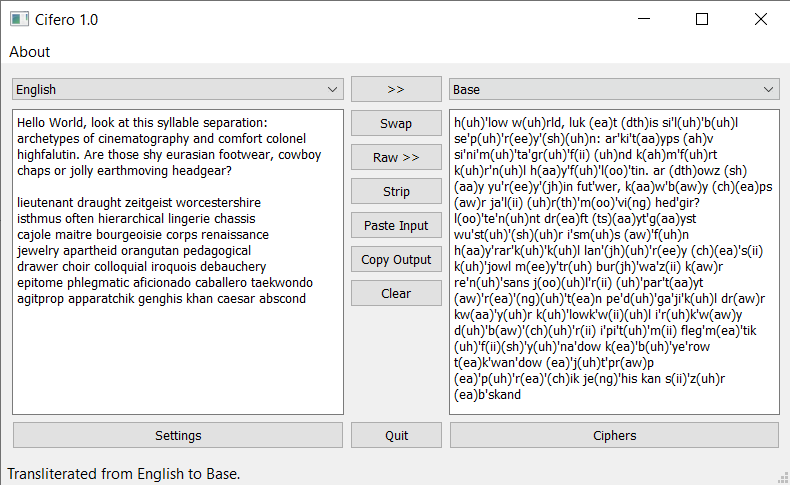 Cifero 1.0
About
English
>>
Base
Hello World, look at this syllable separation:
archetypes of cinematography and comfort colonel
highfalutin. Are those shy eurasian footwear, cowboy
chaps or jolly earthmoving headgear?
lieutenant draught zeitgeist worcestershire
isthmus often hierarchical lingerie chassis
cajole maitre bourgeoisie corps renaissance
jewelry apartheid orangutan pedagogical
drawer choir colloquial iroquois debauchery
epitome phlegmatic aficionado caballero taekwondo
agitprop apparatchik genghis khan caesar abscond
Swap
Raw >>
Strip
Paste Input
Copy Output
Clear
h(uh)'low w(uh)rld, luk (ea)t (dth)is si'l(uh)'b(uh)l
se'p(uh)'r(ee)y'(sh)(uh)n: ar'ki't(aa)yps (ah)v
si'ni'm(uh)'ta'gr(uh)'f(ii) (uh)nd k(ah)m'f(uh)rt
k(uh)r'n(uh)l h(aa)y'f(uh)'l(oo)'tin. ar (dth)owz (sh)
(aa)y yu'r(ee)y'(jh)in fut'wer, k(aa)w'b(aw)y (ch)(ea)ps
(aw)r ja'l(ii) (uh)r(th)'m(oo)'vi(ng) hed'gir?
l(oo)'te'n(uh)nt dr(ea)ft (ts)(aa)yt'g(aa)yst
wu'st(uh)'(sh)(uh)r i'sm(uh)s (aw)'f(uh)n
h(aa)y'rar'k(uh)'k(uh)l lan'(jh)(uh)'r(ee)y (ch)(ea)'s(ii)
k(uh)'jowl m(ee)y'tr(uh) bur(jh)'wa'z(ii) k(aw)r
re'n(uh)'sans j(oo)(uh)l'r(ii) (uh)'par't(aa)yt
(aw)'r(ea)'(ng)(uh)'t(ea)n pe'd(uh)'ga'ji'k(uh)l dr(aw)r
kw(aa)'y(uh)r k(uh)'lowk'w(ii)(uh)l i'r(uh)k'w(aw)y
d(uh)'b(aw)'(ch)(uh)'r(ii) i'pi't(uh)'m(ii) fleg'm(ea)'tik
(uh)'f(ii)(sh)'y(uh)'na'dow k(ea)'b(uh)'ye'row
t(ea)k'wan'dow (ea)'j(uh)t'pr(aw)p
(ea)'p(uh)'r(ea)'(ch)ik je(ng)'his kan s(ii)'z(uh)r
(ea)b'skand
Settings
Quit
Ciphers
Transliterated from English to Base.